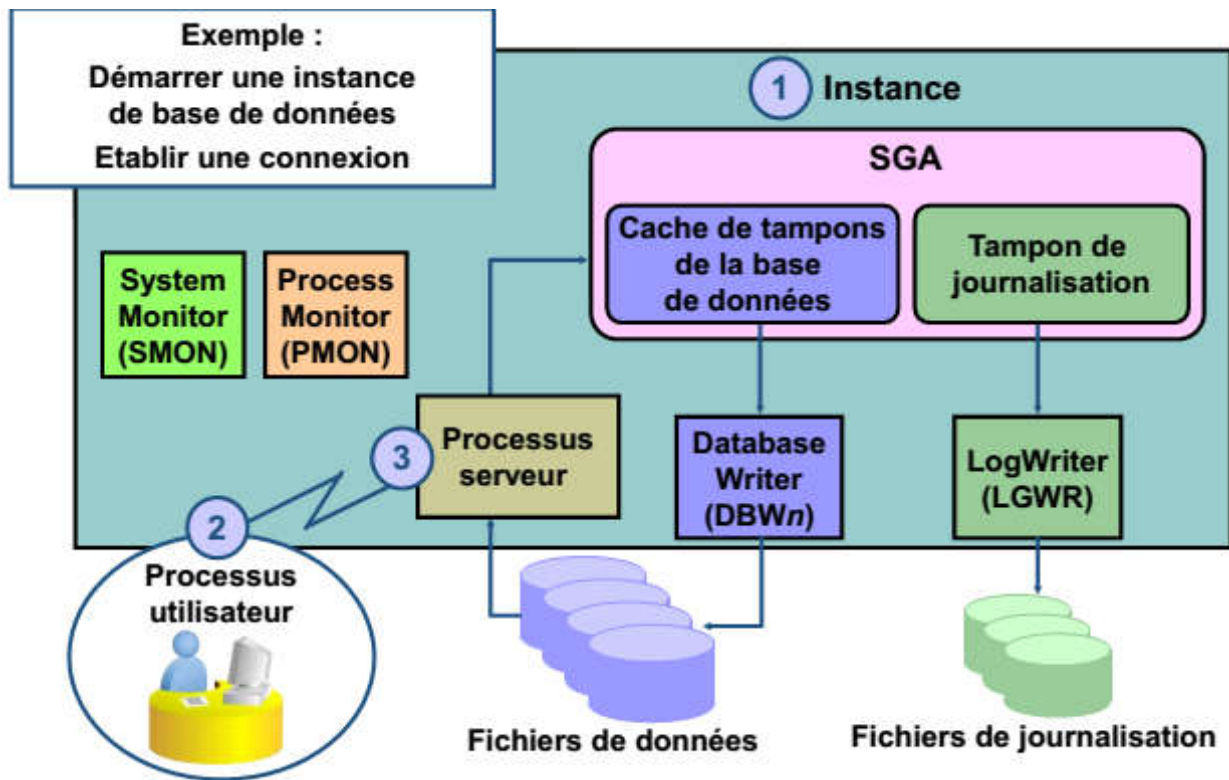 Exemple :
Démarrer une instance
de base de données
Etablir une connexion
1 Instance
SGA
Cache de tampons
de la base
de données
Tampon de
journalisation
System
Monitor
(SMON)
Process
Monitor
(PMON)
3
Processus
serveur
Database
Writer
(DBWn)
LogWriter
(LGWR)
2
Processus
utilisateur
Fichiers de données
Fichiers de journalisation